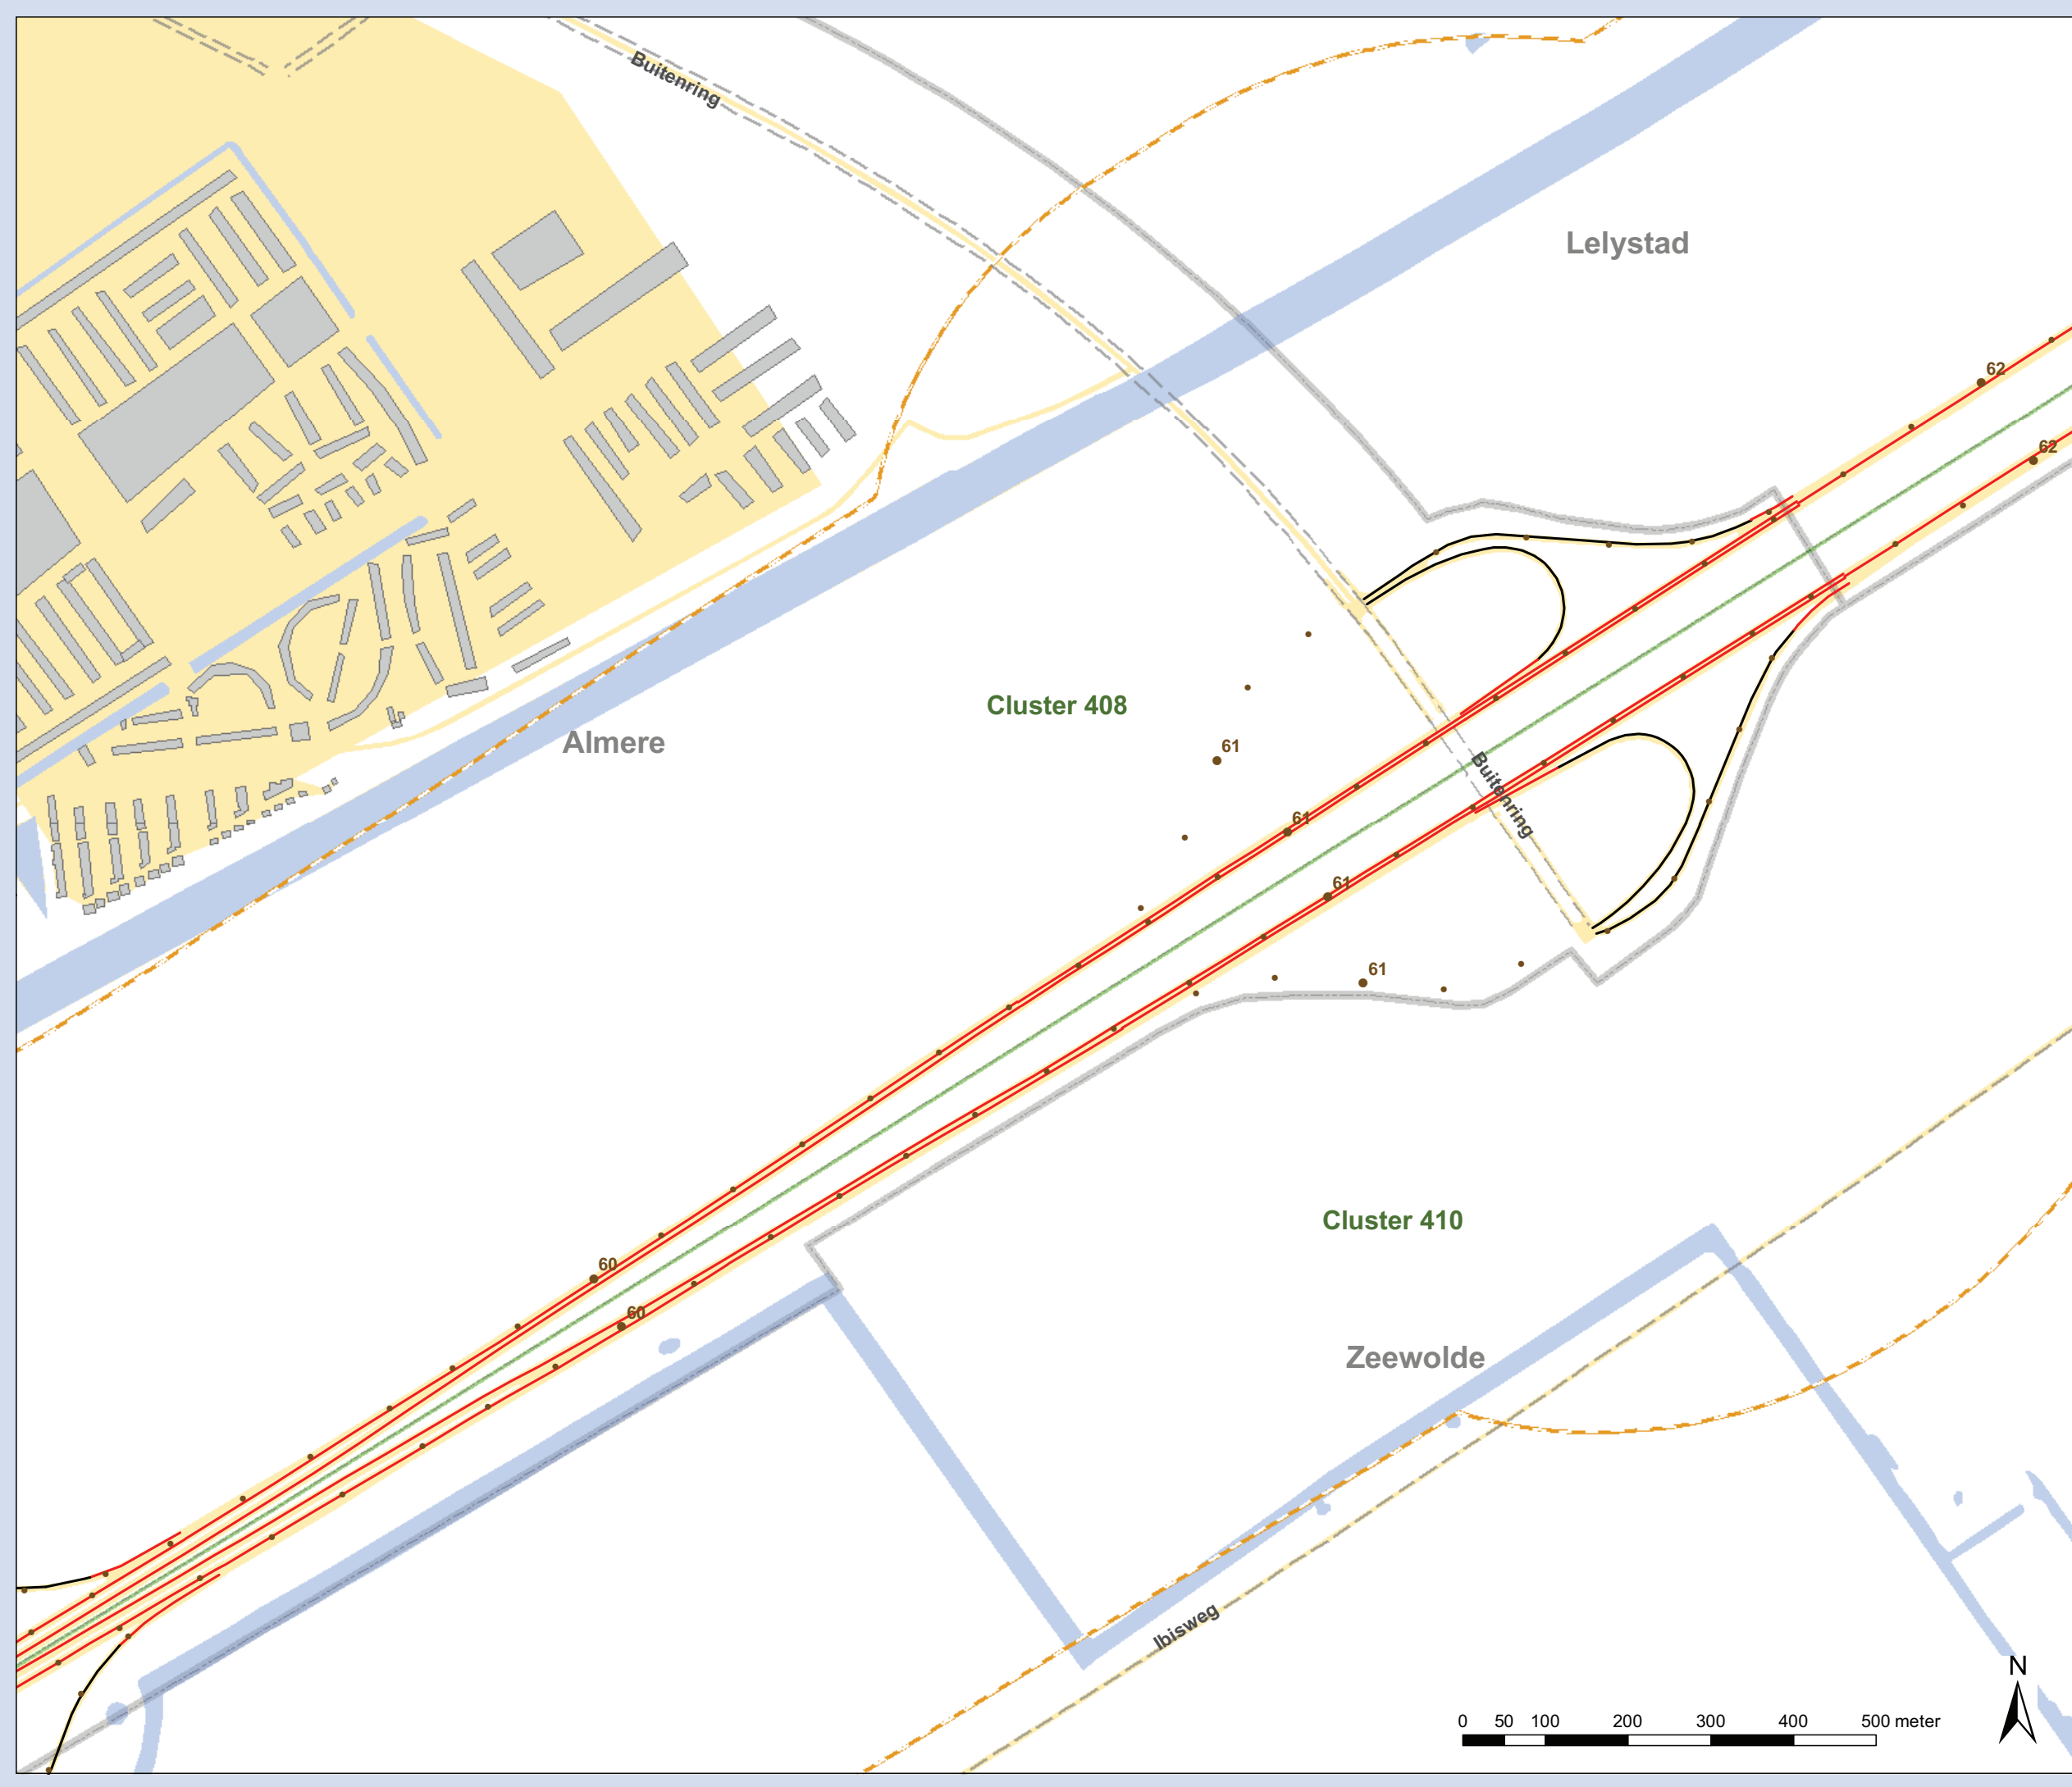 Buitenring
Lelystad
62
62
Cluster 408
Almere
61
Buitenring
61
61
61
Cluster 410
60
60
Zeewolde
Ibisweg
N
0 50 100 200 300 400 500 meter